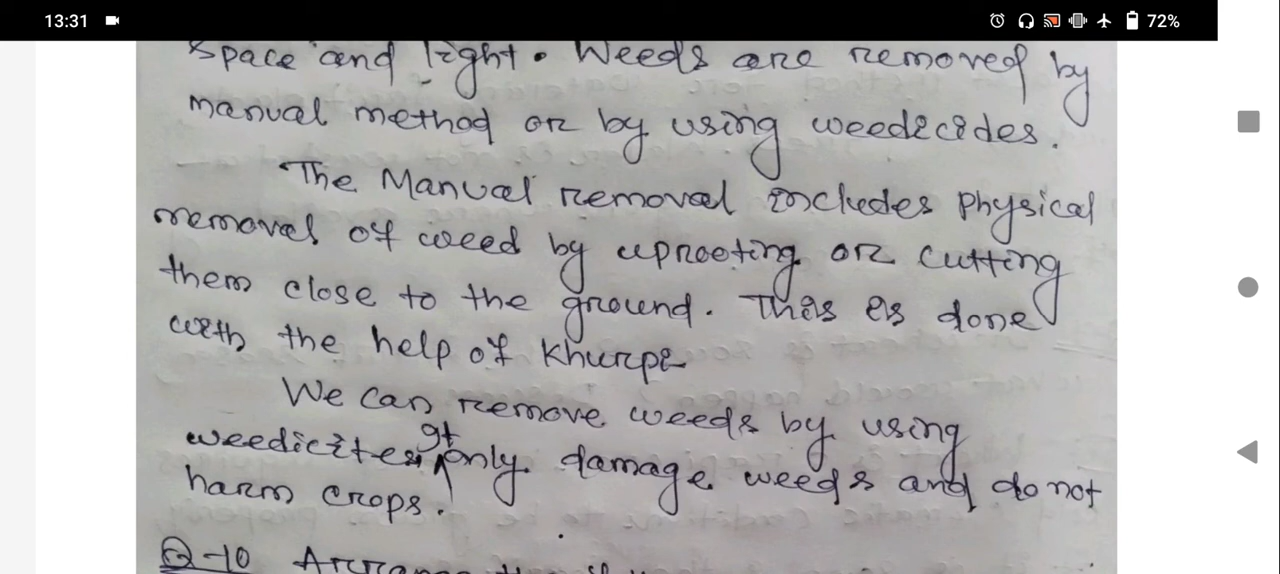 13:31 72%
space and light. Weeds are removed by
manual method or by using weedicides.
The Manual removal includes physical
removal of weed by uprooting or cutting
them close to the ground. This is done
with the help of Khurpi
We can remove weeds by using
weedicites, It only damage weeds and do not
harm crops.
Q-10 Arrange the